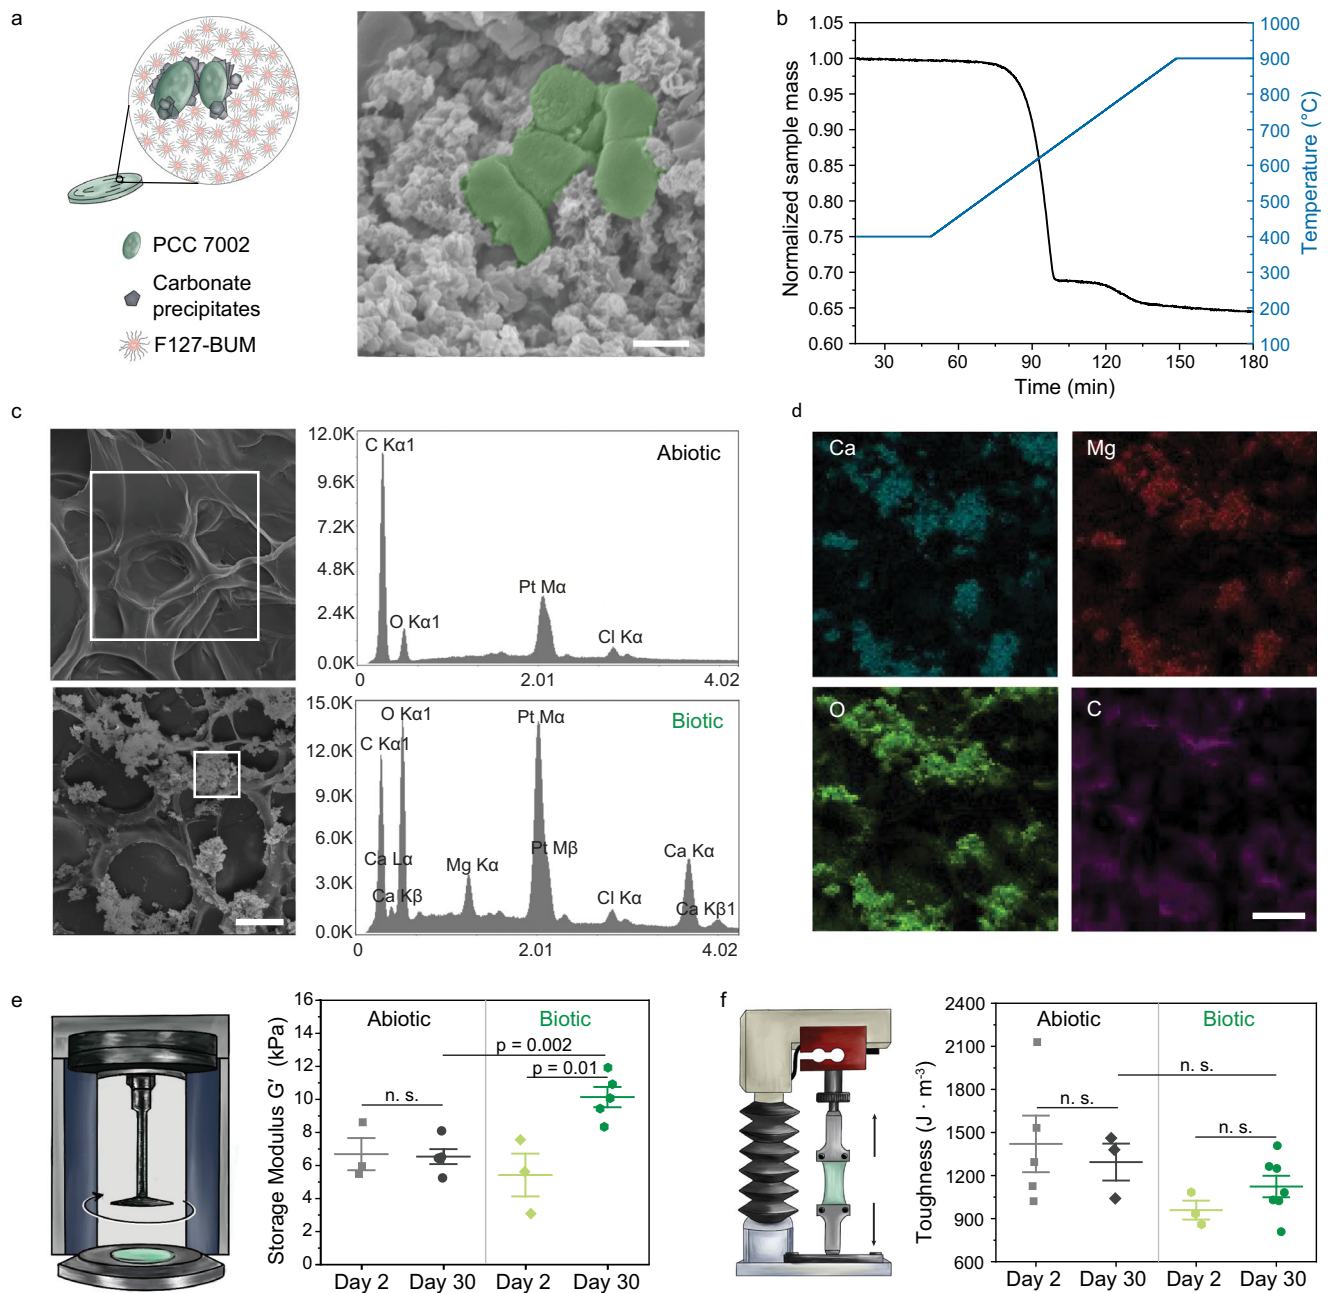 a
PCC 7002
Carbonate
precipitates
F127-BUM
b
Normalized sample mass
1.05
1.00
0.95
0.90
0.85
0.80
0.75
0.70
0.65
0.60
30
60
90
120
150
180
Time (min)
1000
900
800
700
600
500
400
300
200
100
Temperature (°C)
c
12.0K
9.6K
7.2K
4.8K
2.4K
0.0K
C Kα1
O Kα1
Pt Mα
Cl Kα
Abiotic
0
2.01
4.02
15.0K
12.0K
9.0K
6.0K
3.0K
0.0K
O Kα1
C Kα1
Ca Lα
Ca Kβ
Mg Kα
Pt Mα
Pt Mβ
Cl Kα
Ca Kα
Ca Kβ1
Biotic
0
2.01
4.02
d
Ca
Mg
O
C
e
Storage Modulus G′ (kPa)
16
14
12
10
8
6
4
2
0
Abiotic
Biotic
p = 0.002
p = 0.01
n. s.
Day 2
Day 30
Day 2
Day 30
f
Toughness (J · m⁻³)
2400
2100
1800
1500
1200
900
600
Abiotic
Biotic
n. s.
n. s.
n. s.
Day 2
Day 30
Day 2
Day 30